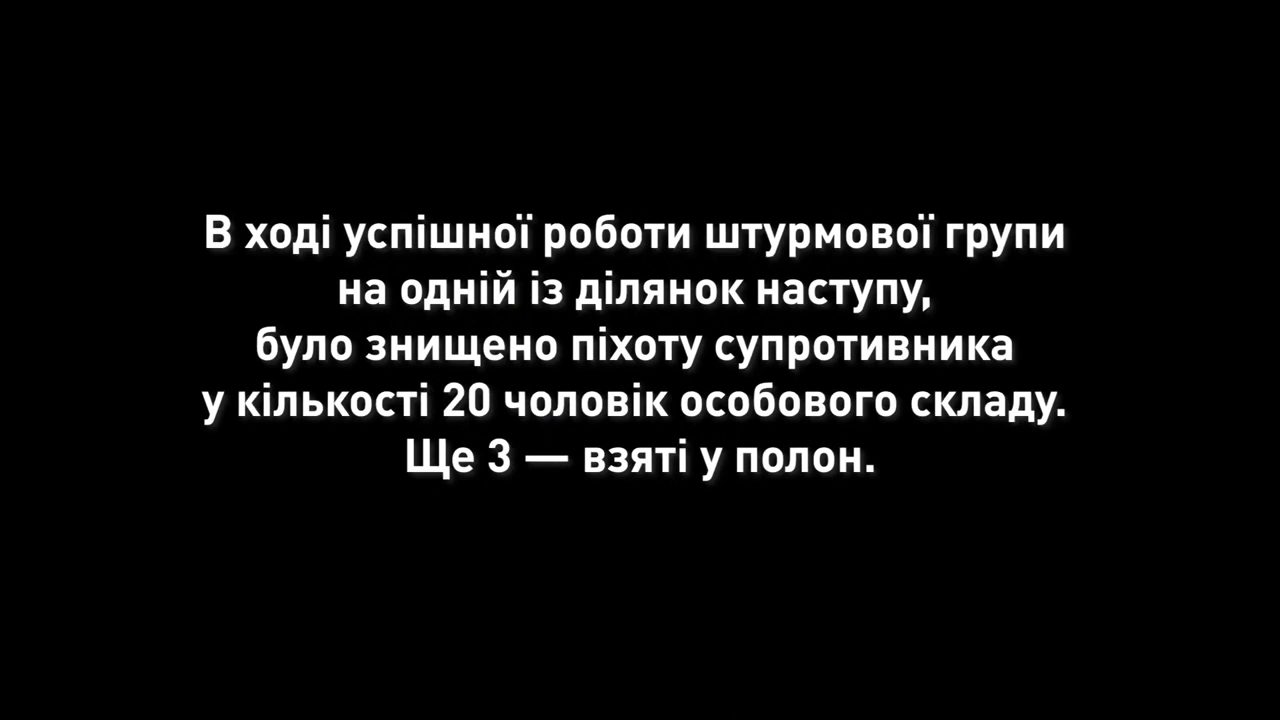 В ході успішної роботи штурмової групи
на одній із ділянок наступу,
було знищено піхоту супротивника
у кількості 20 чоловік особового складу.
Ще 3 — взяті у полон.